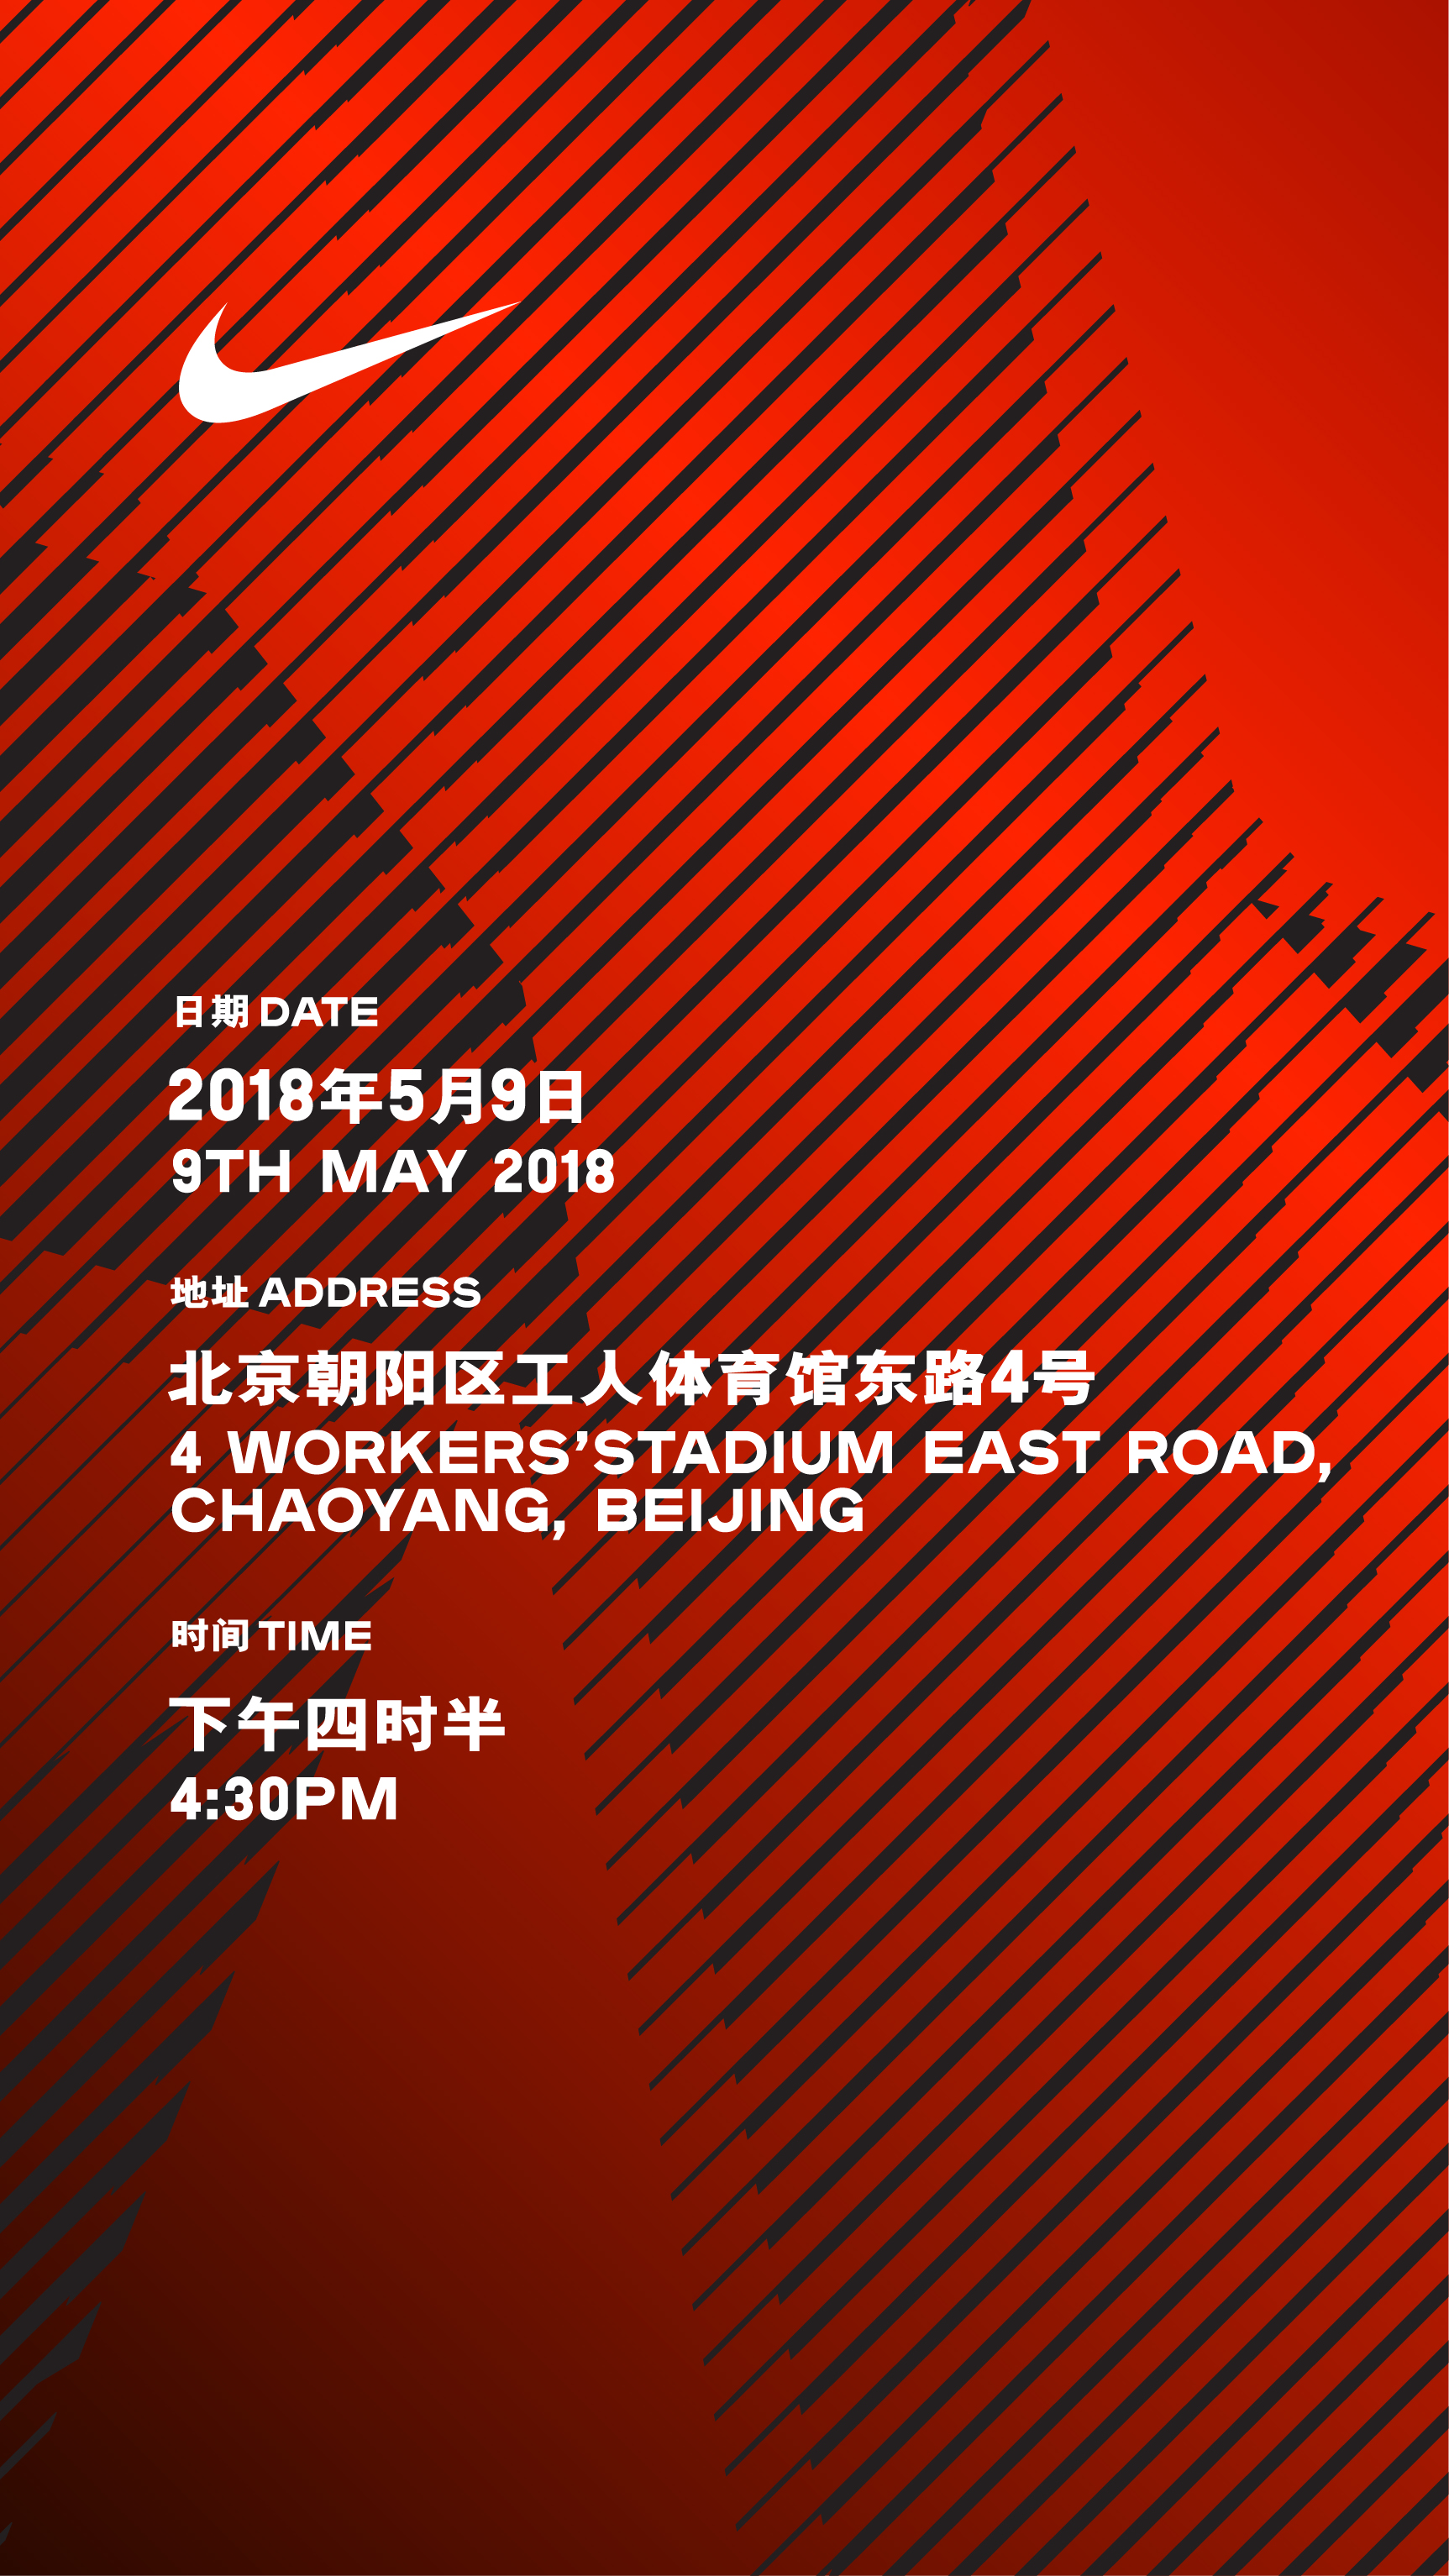 日期 DATE
2018年5月9日
9TH MAY 2018
地址 ADDRESS
北京朝阳区工人体育馆东路4号
4 WORKERS’STADIUM EAST ROAD,
CHAOYANG, BEIJING
时间 TIME
下午四时半
4:30PM